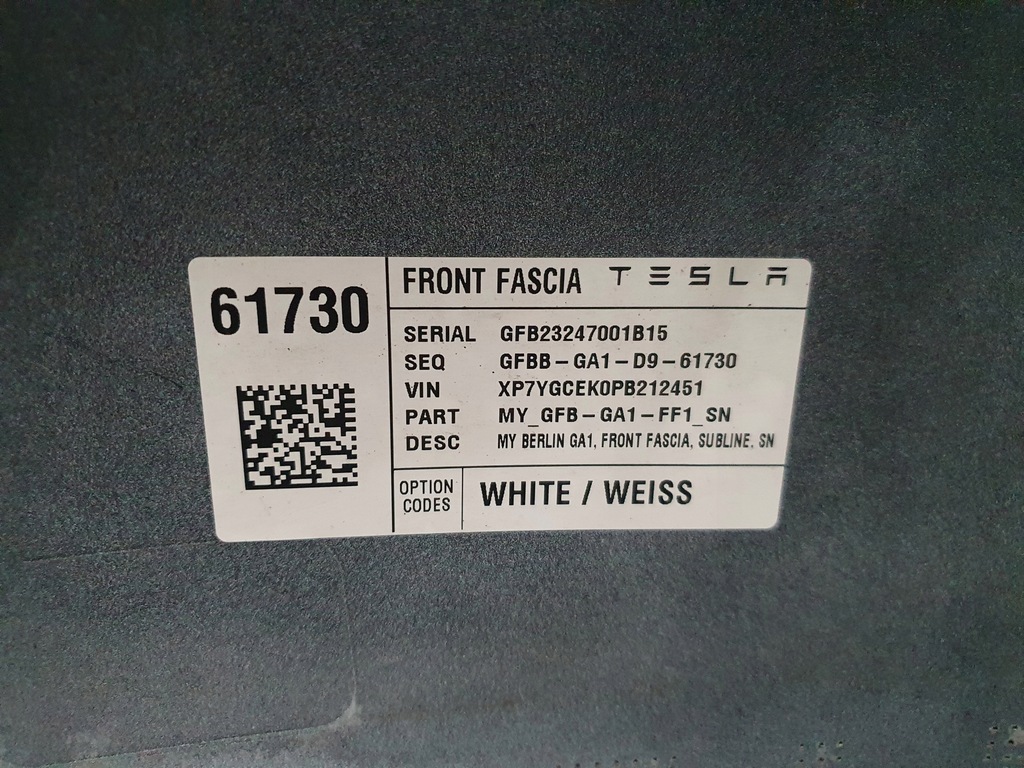 61730
FRONT FASCIA TESLA
SERIAL GFB23247001B15
SEQ GFBB-GA1-D9-61730
VIN XP7YGCEK0PB212451
PART MY_GFB-GA1-FF1_SN
DESC MY BERLIN GA1, FRONT FASCIA, SUBLINE, SN
OPTION
CODES
WHITE / WEISS